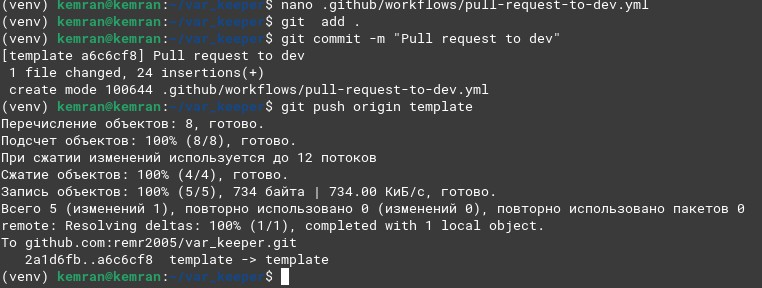 (venv) kemran@kemran:~/var_keeper$ nano .github/workflows/pull-request-to-dev.yml
(venv) kemran@kemran:~/var_keeper$ git  add .
(venv) kemran@kemran:~/var_keeper$ git commit -m "Pull request to dev"
[template a6c6cf8] Pull request to dev
 1 file changed, 24 insertions(+)
 create mode 100644 .github/workflows/pull-request-to-dev.yml
(venv) kemran@kemran:~/var_keeper$ git push origin template
Перечисление объектов: 8, готово.
Подсчет объектов: 100% (8/8), готово.
При сжатии изменений используется до 12 потоков
Сжатие объектов: 100% (4/4), готово.
Запись объектов: 100% (5/5), 734 байта | 734.00 КиБ/с, готово.
Всего 5 (изменений 1), повторно использовано 0 (изменений 0), повторно использовано пакетов 0
remote: Resolving deltas: 100% (1/1), completed with 1 local object.
To github.com:remr2005/var_keeper.git
   2a1d6fb..a6c6cf8  template -> template
(venv) kemran@kemran:~/var_keeper$